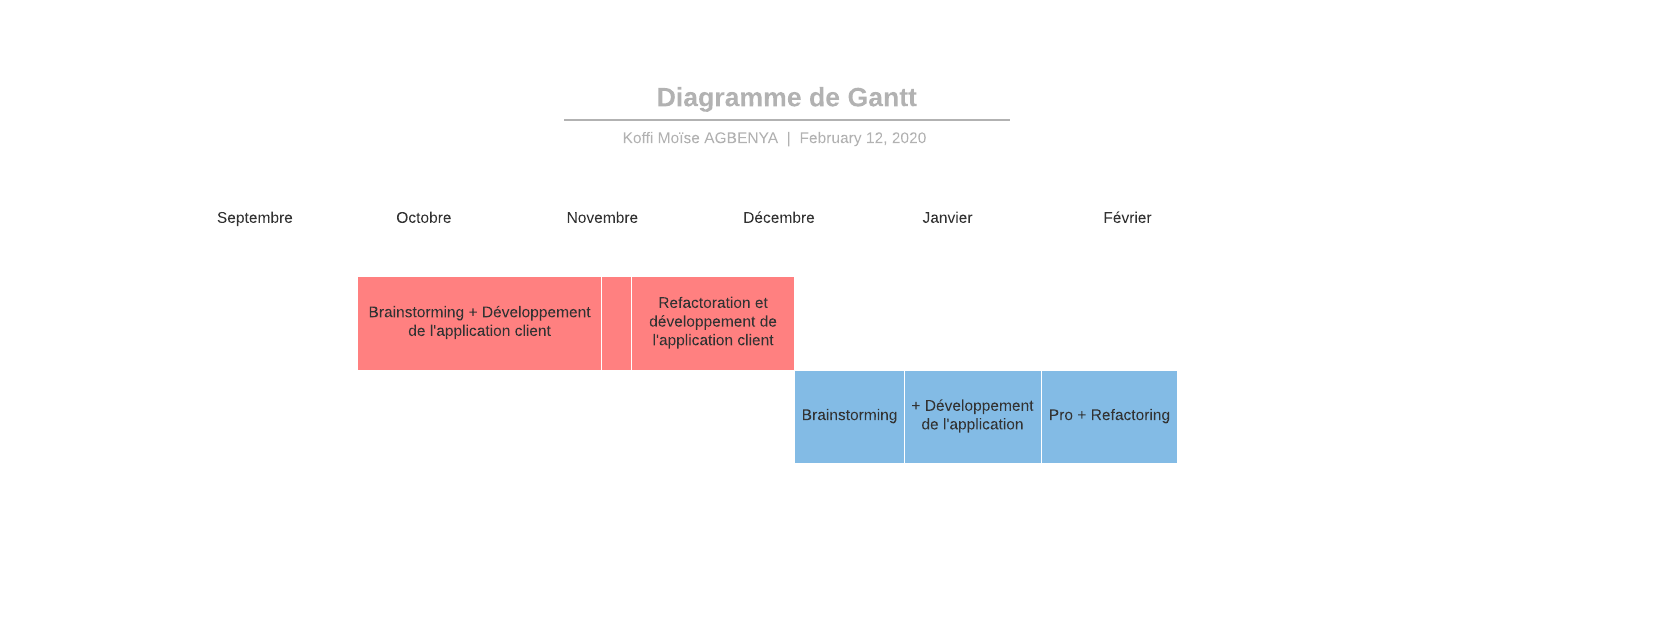 Diagramme de Gantt
Koffi Moïse AGBENYA | February 12, 2020
Septembre Octobre Novembre Décembre Janvier Février
Brainstorming + Développement
de l'application client
Refactoration et
développement de
l'application client
Brainstorming
+ Développement
de l'application
Pro + Refactoring